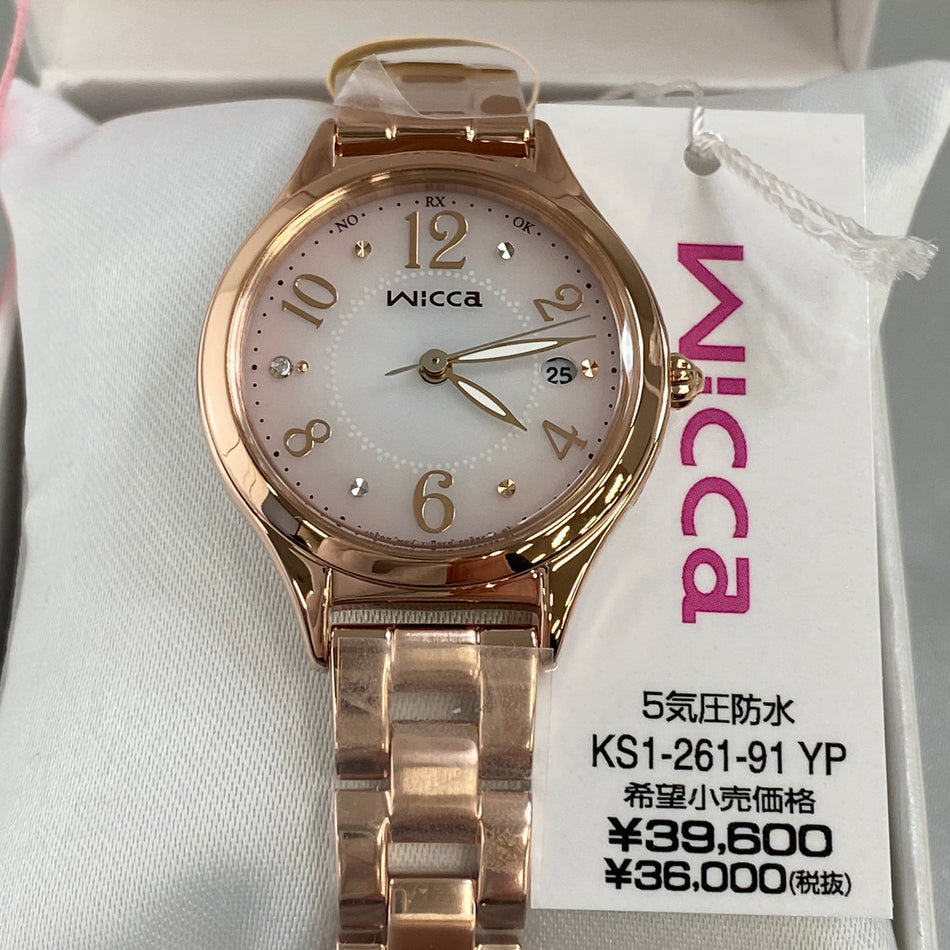 NO RX OK
12
wicca
10
2
25
8
4
6
wicca
5気圧防水
KS1-261-91 YP
希望小売価格
¥39,600
¥36,000(税抜)